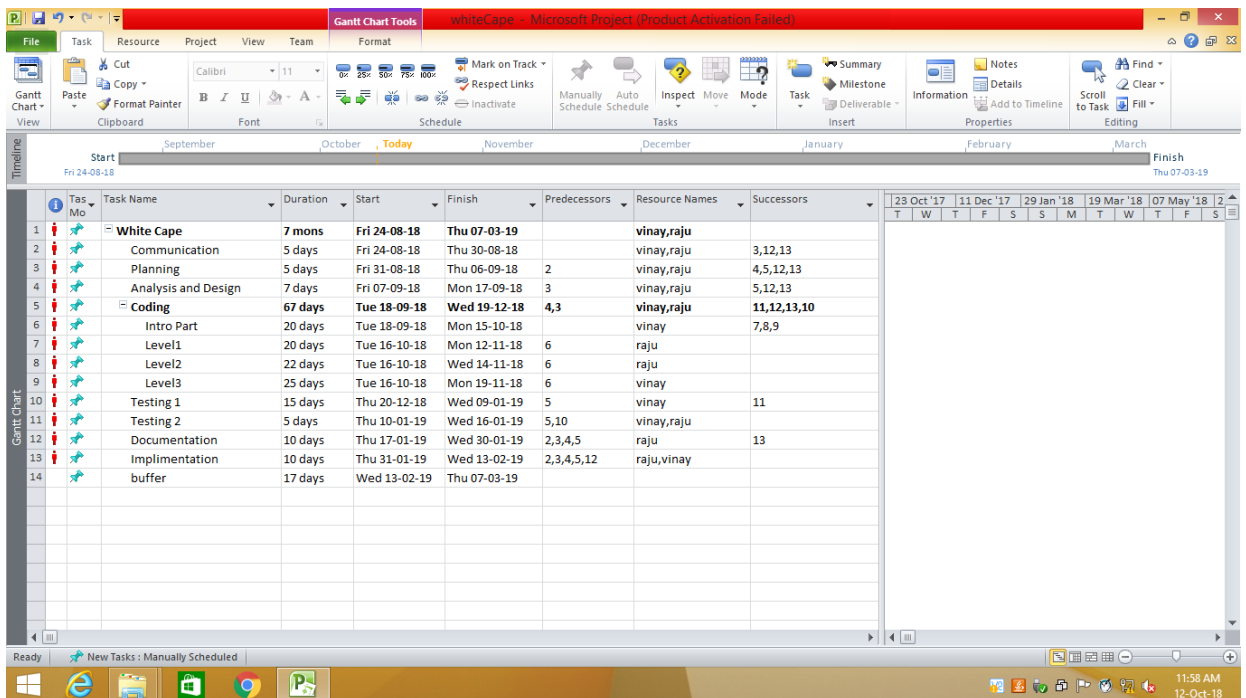 Gantt Chart Tools
whiteCape - Microsoft Project (Product Activation Failed)
File Task Resource Project View Team Format
Gantt Chart
View
Paste
Cut
Copy
Format Painter
Clipboard
Calibri 11
B I U A
Font
0% 25% 50% 75% 100%
Mark on Track
Respect Links
Inactivate
Schedule
Manually Schedule
Auto Schedule
Inspect
Move
Mode
Tasks
Task
Summary
Milestone
Deliverable
Insert
Information
Notes
Details
Add to Timeline
Properties
Scroll to Task
Find
Clear
Fill
Editing
Timeline
September October Today November December January February March
Start Finish
Fri 24-08-18 Thu 07-03-19
Tas Mo Task Name Duration Start Finish Predecessors Resource Names Successors
23 Oct '17 11 Dec '17 29 Jan '18 19 Mar '18 07 May '18 2
T W T F S S M T W T F S
1 White Cape 7 mons Fri 24-08-18 Thu 07-03-19 vinay,raju
2 Communication 5 days Fri 24-08-18 Thu 30-08-18 vinay,raju 3,12,13
3 Planning 5 days Fri 31-08-18 Thu 06-09-18 2 vinay,raju 4,5,12,13
4 Analysis and Design 7 days Fri 07-09-18 Mon 17-09-18 3 vinay,raju 5,12,13
5 Coding 67 days Tue 18-09-18 Wed 19-12-18 4,3 vinay,raju 11,12,13,10
6 Intro Part 20 days Tue 18-09-18 Mon 15-10-18 vinay 7,8,9
7 Level1 20 days Tue 16-10-18 Mon 12-11-18 6 raju
8 Level2 22 days Tue 16-10-18 Wed 14-11-18 6 raju
9 Level3 25 days Tue 16-10-18 Mon 19-11-18 6 vinay
10 Testing 1 15 days Thu 20-12-18 Wed 09-01-19 5 vinay 11
11 Testing 2 5 days Thu 10-01-19 Wed 16-01-19 5,10 vinay,raju
12 Documentation 10 days Thu 17-01-19 Wed 30-01-19 2,3,4,5 raju 13
13 Implimentation 10 days Thu 31-01-19 Wed 13-02-19 2,3,4,5,12 raju,vinay
14 buffer 17 days Wed 13-02-19 Thu 07-03-19
Gantt Chart
Ready New Tasks : Manually Scheduled
11:58 AM
12-Oct-18